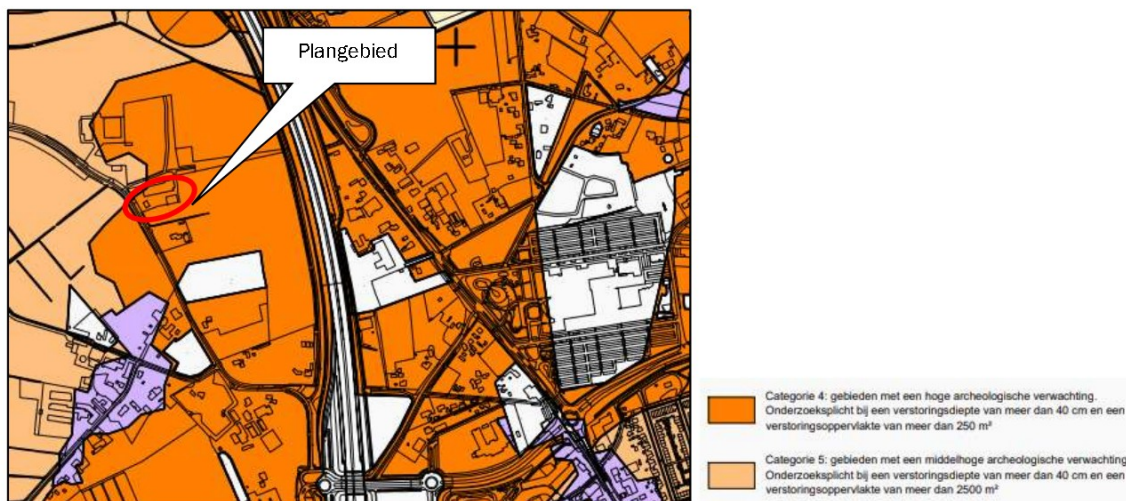 Plangebied
Categorie 4: gebieden met een hoge archeologische verwachting.
Onderzoeksplicht bij een verstoringsdiepte van meer dan 40 cm en een
verstoringsoppervlakte van meer dan 250 m²
Categorie 5: gebieden met een middelhoge archeologische verwachting
Onderzoeksplicht bij een verstoringsdiepte van meer dan 40 cm en een
verstoringsoppervlakte van meer dan 2500 m²